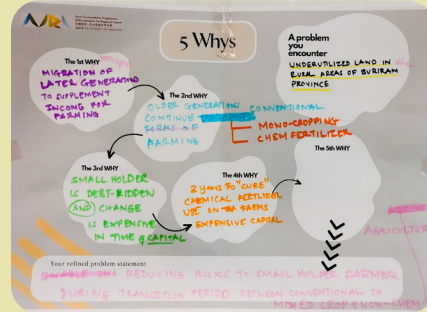 5 Whys
A problem
you
encounter
UNDERUTILIZED LAND IN
RURAL AREAS OF BURIRAM
PROVINCE
The 1st WHY
MIGRATION OF
LATER GENERATIONS
TO SUPPLEMENT
INCOME FOR
FARMING
The 2nd WHY
OLDER GENERATIONS
CONTINUE CONVENTIONAL
FORMS OF
FARMING
MONO-CROPPING
CHEM FERTILIZER
The 3rd WHY
SMALL HOLDER
IS DEBT-RIDDEN
AND CHANGE
IS EXPENSIVE
IN TIME & CAPITAL
The 4th WHY
3 years to "CURE"
CHEMICAL FERTILIZER
USE ON FARMS
EXPENSIVE CAPITAL
The 5th WHY
AGRICULTUR
Your refined problem statement
REDUCING RISKS TO SMALL HOLDER FARMER
DURING TRANSITION PERIOD BETWEEN CONVENTIONAL TO
MIXED CROP & NON-CHEM